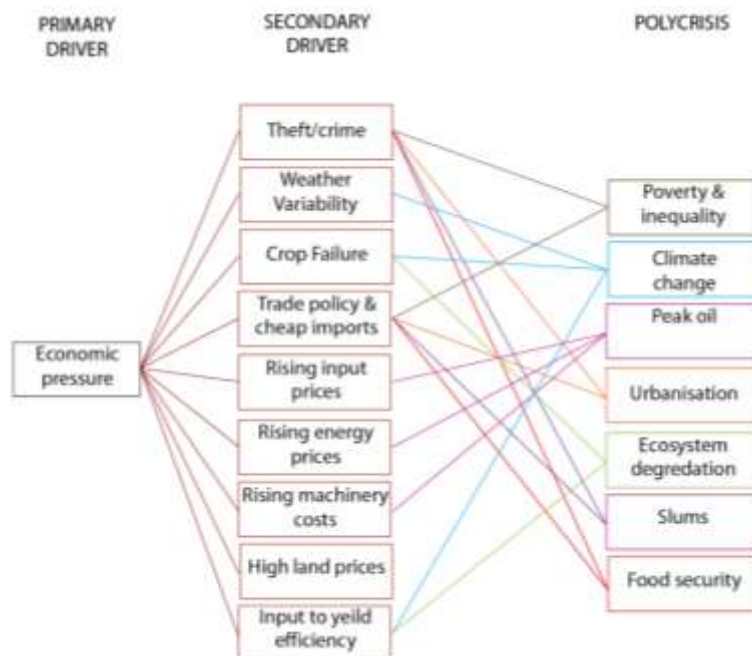 PRIMARY
DRIVER
SECONDARY
DRIVER
POLYCRISIS
Economic
pressure
Theft/crime
Weather
Variability
Crop Failure
Trade policy &
cheap imports
Rising input
prices
Rising energy
prices
Rising machinery
costs
High land prices
Input to yeild
efficiency
Poverty &
inequality
Climate
change
Peak oil
Urbanisation
Ecosystem
degredation
Slums
Food security